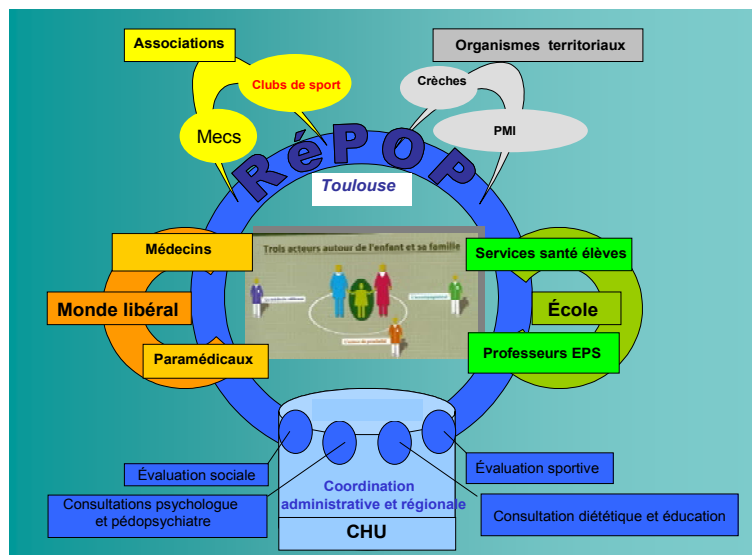 Associations
Organismes territoriaux
Clubs de sport
Crèches
Mecs
PMI
RéPOP
Toulouse
Médecins
Services santé élèves
Trois acteurs autour de l'enfant et sa famille
Monde libéral
École
Paramédicaux
Professeurs EPS
Évaluation sociale
Évaluation sportive
Coordination
administrative et régionale
Consultations psychologue
et pédopsychiatre
Consultation diététique et éducation
CHU